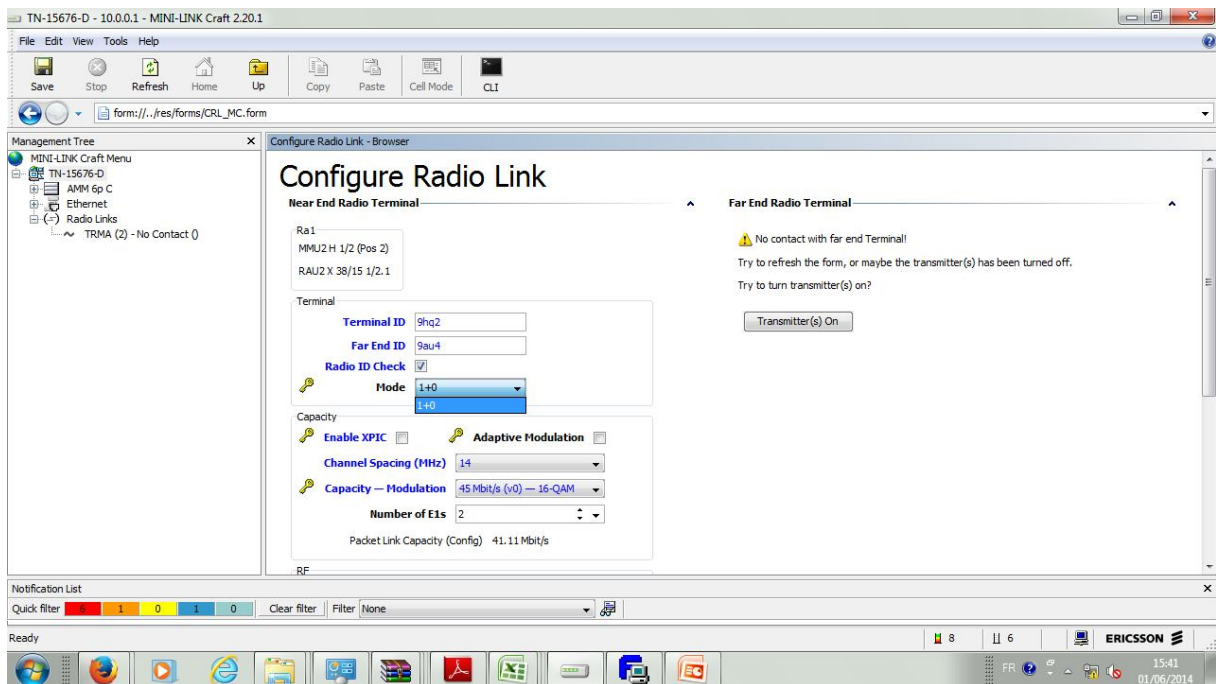 TN-15676-D - 10.0.0.1 - MINI-LINK Craft 2.20.1
File Edit View Tools Help
Save Stop Refresh Home Up Copy Paste Cell Mode CLI
form://../res/forms/CRL_MC.form
Management Tree
MINI-LINK Craft Menu
TN-15676-D
AMM 6p C
Ethernet
Radio Links
TRMA (2) - No Contact ()
Configure Radio Link - Browser
Configure Radio Link
Near End Radio Terminal
Ra1
MMU2 H 1/2 (Pos 2)
RAU2 X 38/15 1/2.1
Terminal
Terminal ID 9hq2
Far End ID 9au4
Radio ID Check
Mode 1+0
1+0
Capacity
Enable XPIC Adaptive Modulation
Channel Spacing (MHz) 14
Capacity — Modulation 45 Mbit/s (v0) — 16-QAM
Number of E1s 2
Packet Link Capacity (Config) 41.11 Mbit/s
RF
Far End Radio Terminal
No contact with far end Terminal!
Try to refresh the form, or maybe the transmitter(s) has been turned off.
Try to turn transmitter(s) on?
Transmitter(s) On
Notification List
Quick filter 6 1 0 1 0 Clear filter Filter None
Ready 8 6 ERICSSON
FR 15:41
01/06/2014